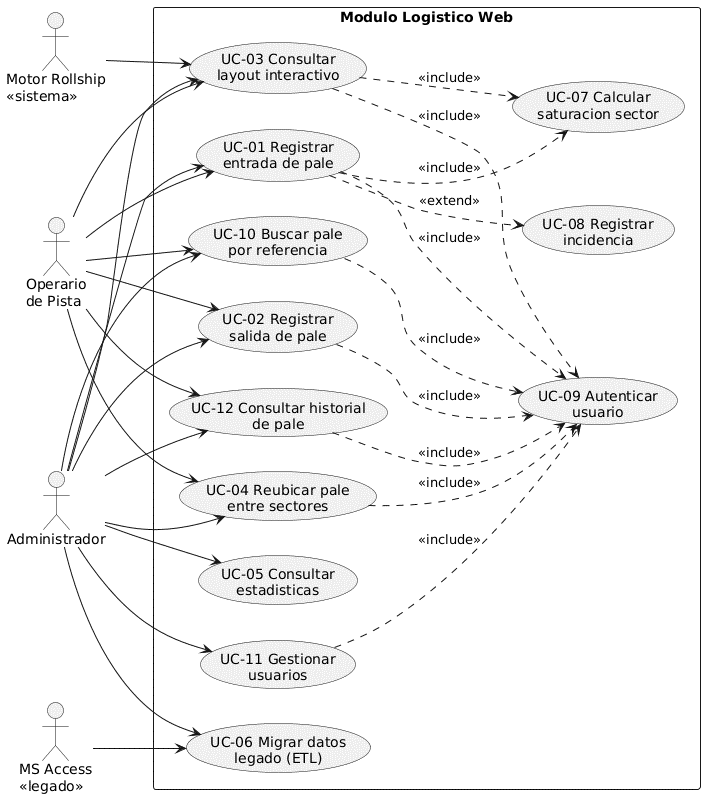 Modulo Logistico Web
Motor Rollship
«sistema»
UC-03 Consultar
layout interactivo
«include»
UC-07 Calcular
saturacion sector
«include»
UC-01 Registrar
entrada de pale
«include»
«extend»
UC-08 Registrar
incidencia
«include»
Operario
de Pista
UC-10 Buscar pale
por referencia
UC-02 Registrar
salida de pale
«include»
«include»
UC-09 Autenticar
usuario
UC-12 Consultar historial
de pale
«include»
UC-04 Reubicar pale
entre sectores
«include»
Administrador
UC-05 Consultar
estadisticas
«include»
UC-11 Gestionar
usuarios
UC-06 Migrar datos
legado (ETL)
MS Access
«legado»